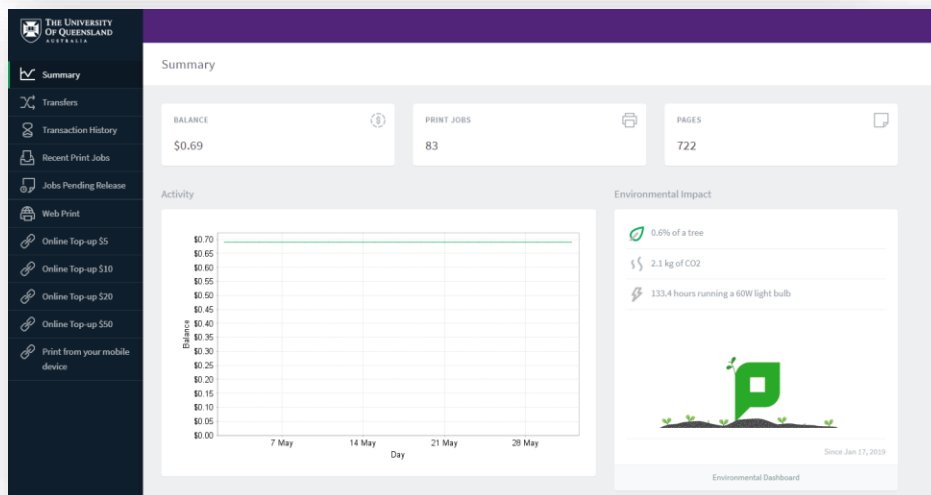 THE UNIVERSITY
OF QUEENSLAND
AUSTRALIA
Summary
Transfers
Transaction History
Recent Print Jobs
Jobs Pending Release
Web Print
Online Top-up $5
Online Top-up $10
Online Top-up $20
Online Top-up $50
Print from your mobile
device
Summary
BALANCE
$0.69
PRINT JOBS
83
PAGES
722
Activity
$0.70
$0.65
$0.60
$0.55
$0.50
$0.45
$0.40
$0.35
$0.30
$0.25
$0.20
$0.15
$0.10
$0.05
$0.00
Balance
7 May 14 May 21 May 28 May
Day
Environmental Impact
0.6% of a tree
2.1 kg of CO2
133.4 hours running a 60W light bulb
Since Jan 17, 2019
Environmental Dashboard